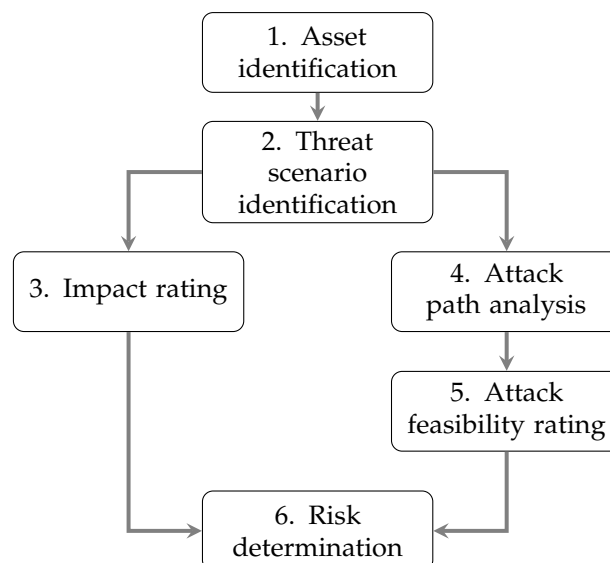 1. Asset
identification
2. Threat
scenario
identification
3. Impact rating
4. Attack
path analysis
5. Attack
feasibility rating
6. Risk
determination